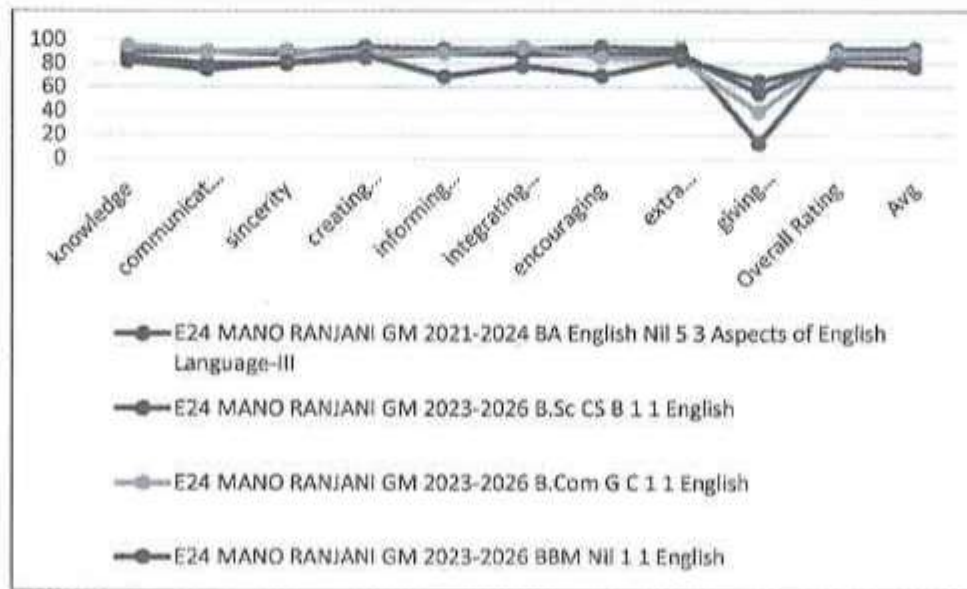 100
80
60
40
20
0
knowledge
communicat...
sincerity
creating...
informing...
integrating...
encouraging
extra...
giving...
Overall Rating
Avg
E24 MANO RANJANI GM 2021-2024 BA English Nil 5 3 Aspects of English
Language-III
E24 MANO RANJANI GM 2023-2026 B.Sc CS B 1 1 English
E24 MANO RANJANI GM 2023-2026 B.Com G C 1 1 English
E24 MANO RANJANI GM 2023-2026 BBM Nil 1 1 English